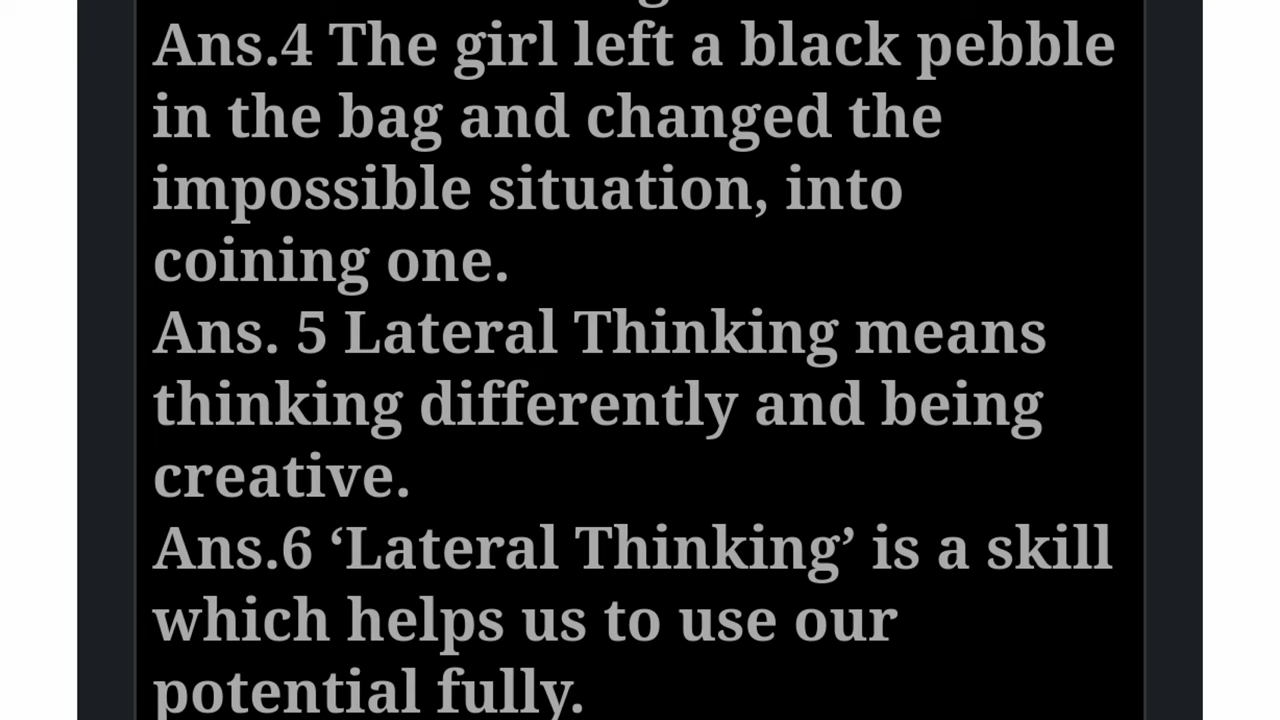 Ans.4 The girl left a black pebble
in the bag and changed the
impossible situation, into
coining one.
Ans. 5 Lateral Thinking means
thinking differently and being
creative.
Ans.6 ‘Lateral Thinking’ is a skill
which helps us to use our
potential fully.